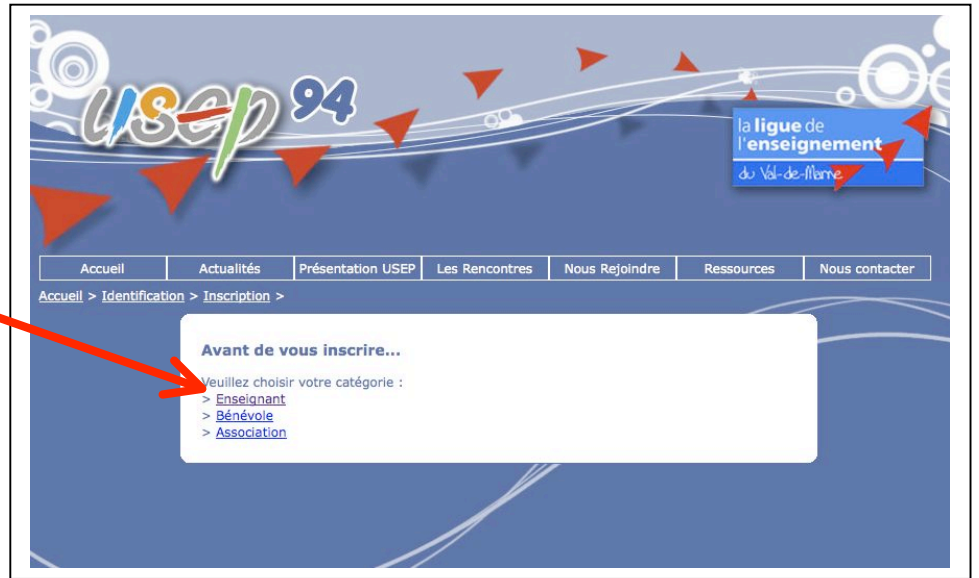 usep 94
la ligue de
l'enseignement
du Val-de-Marne
Accueil Actualités Présentation USEP Les Rencontres Nous Rejoindre Ressources Nous contacter
Accueil > Identification > Inscription >
Avant de vous inscrire...
Veuillez choisir votre catégorie :
> Enseignant
> Bénévole
> Association